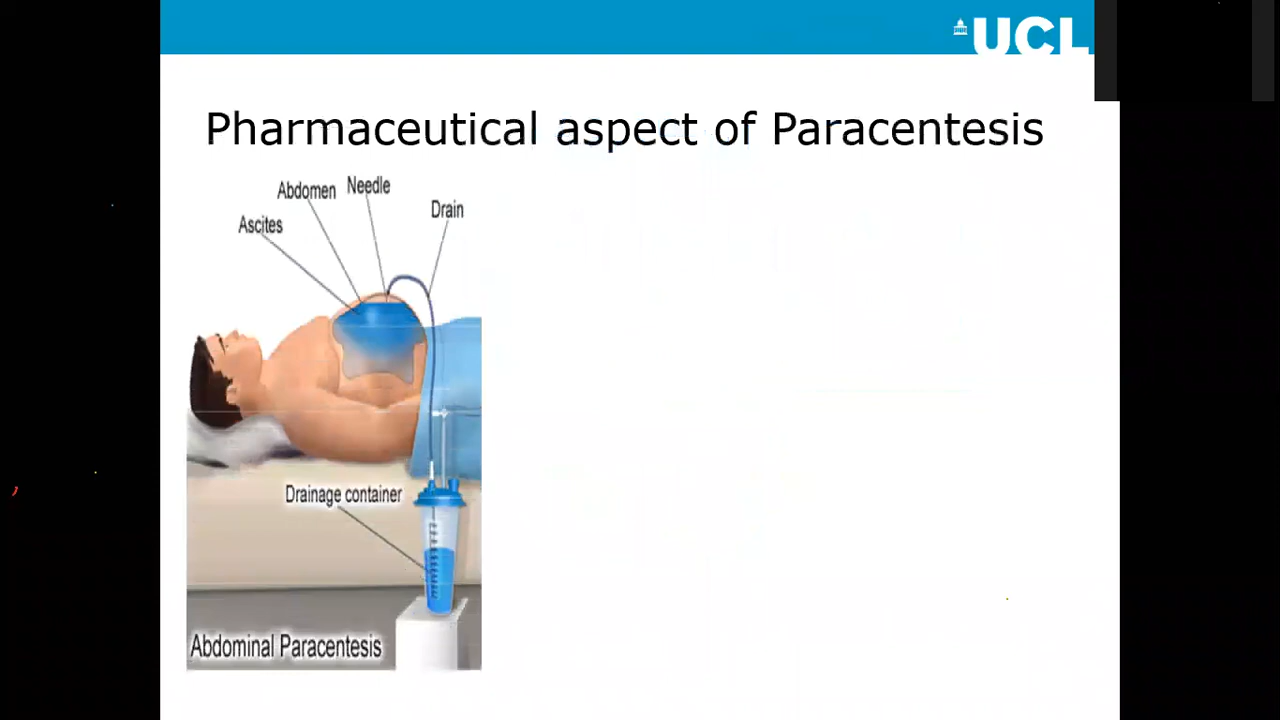 UCL
Pharmaceutical aspect of Paracentesis
Abdomen
Needle
Ascites
Drain
Drainage container
Abdominal Paracentesis